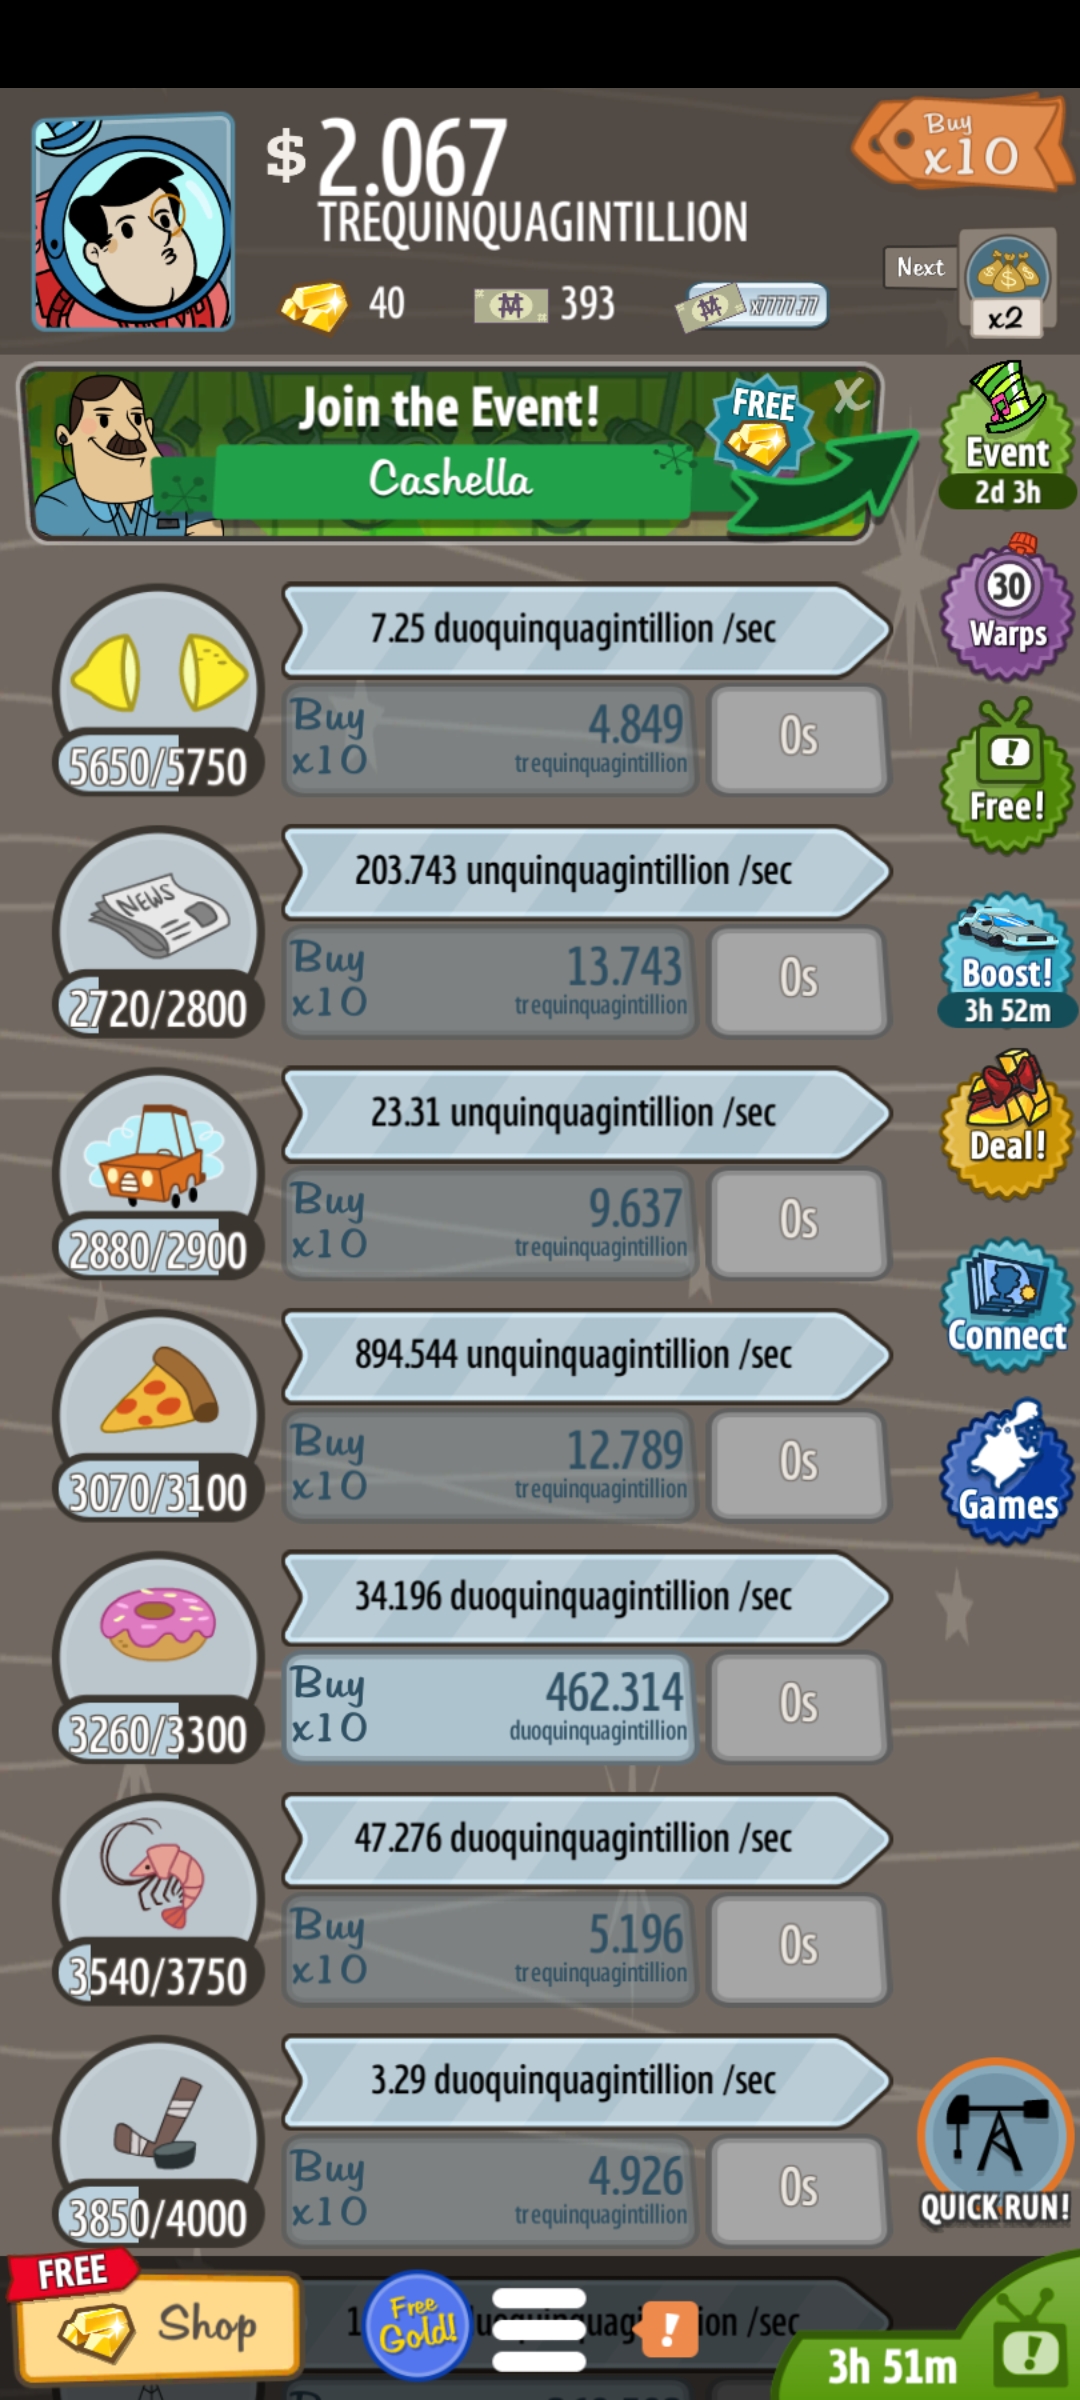 $ 2.067
TREQUINQUAGINTILLION
Buy
x10
40
393
x7777.77
Next
x2
Join the Event!
FREE
X
Cashella
Event
2d 3h
30
Warps
Free!
Boost!
3h 52m
Deal!
Connect
Games
7.25 duoquinquagintillion /sec
5650/5750
Buy
x10
4.849
trequinquagintillion
0s
203.743 unquinquagintillion /sec
NEWS
2720/2800
Buy
x10
13.743
trequinquagintillion
0s
23.31 unquinquagintillion /sec
2880/2900
Buy
x10
9.637
trequinquagintillion
0s
894.544 unquinquagintillion /sec
3070/3100
Buy
x10
12.789
trequinquagintillion
0s
34.196 duoquinquagintillion /sec
3260/3300
Buy
x10
462.314
duoquinquagintillion
0s
47.276 duoquinquagintillion /sec
3540/3750
Buy
x10
5.196
trequinquagintillion
0s
3.29 duoquinquagintillion /sec
3850/4000
Buy
x10
4.926
trequinquagintillion
0s
QUICK RUN!
FREE
Shop
Free
Gold!
!
/sec
3h 51m
!
Buy